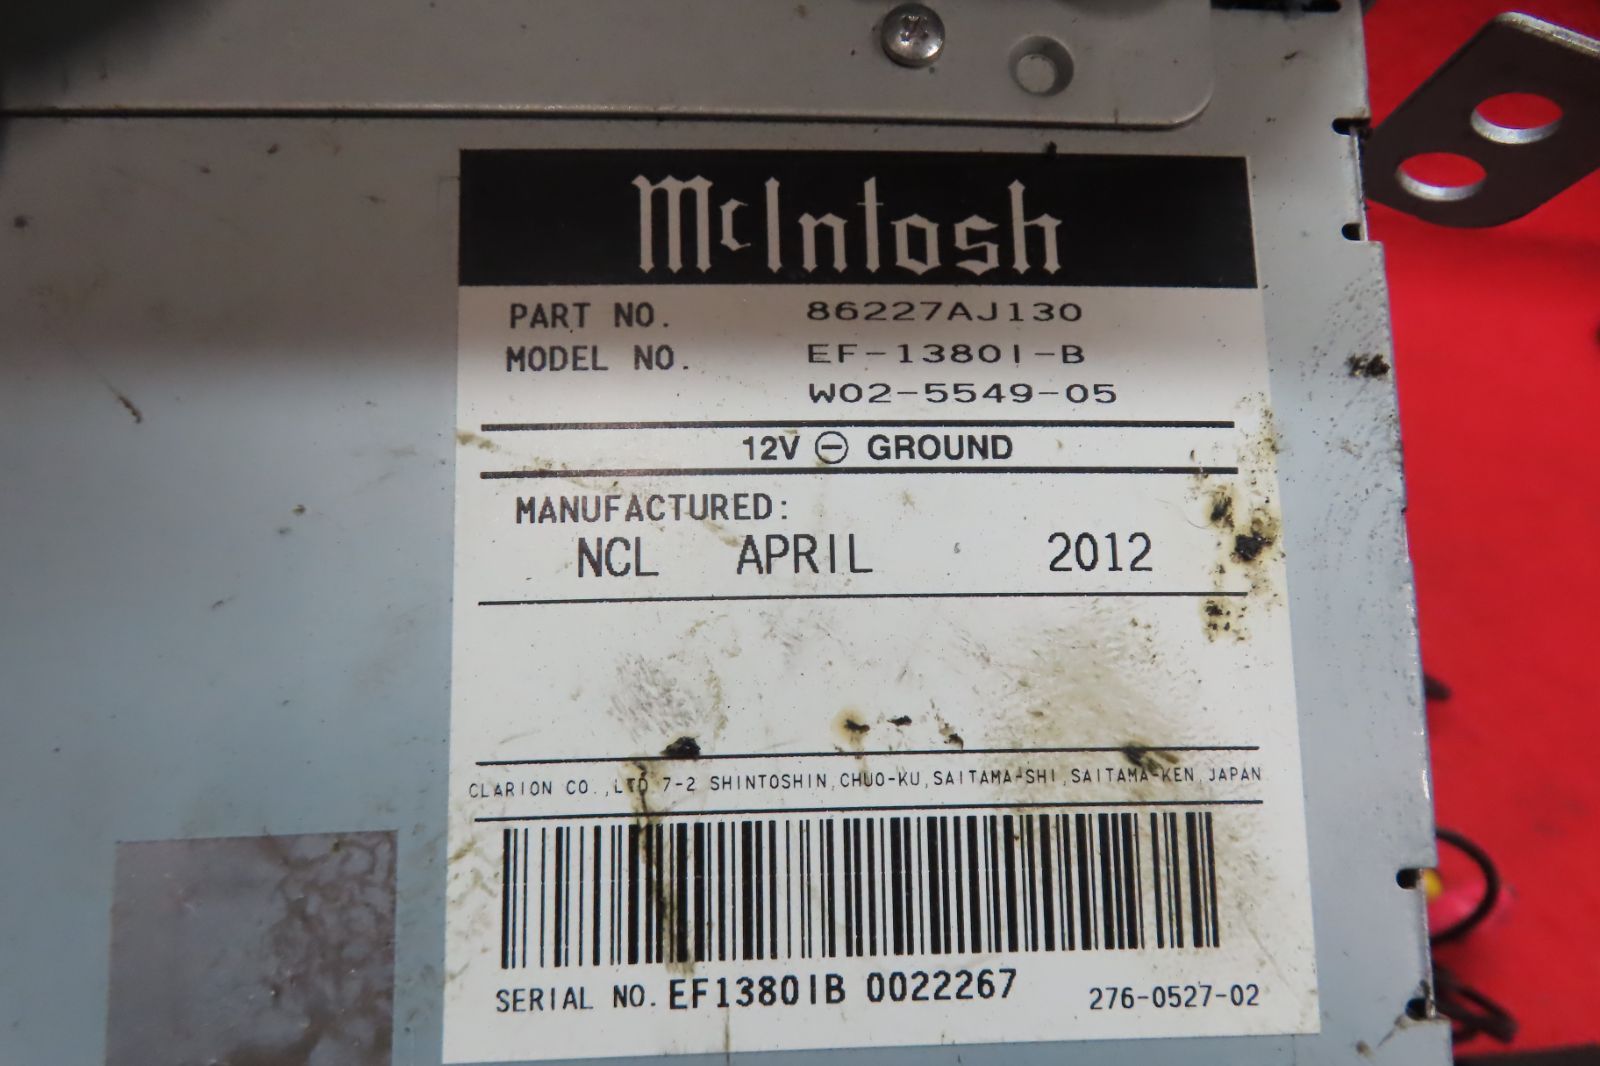 McIntosh
PART NO. 86227AJ130
MODEL NO. EF-1380I-B
W02-5549-05
12V ⊖ GROUND
MANUFACTURED:
NCL APRIL 2012
CLARION CO.,LTD 7-2 SHINTOSHIN,CHUO-KU,SAITAMA-SHI,SAITAMA-KEN,JAPAN
SERIAL NO. EF1380IB 0022267 276-0527-02